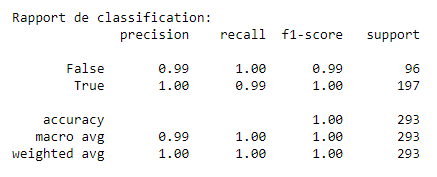 Rapport de classification:
              precision    recall  f1-score   support

       False       0.99      1.00      0.99        96
        True       1.00      0.99      1.00       197

    accuracy                           1.00       293
   macro avg       0.99      1.00      1.00       293
weighted avg       1.00      1.00      1.00       293